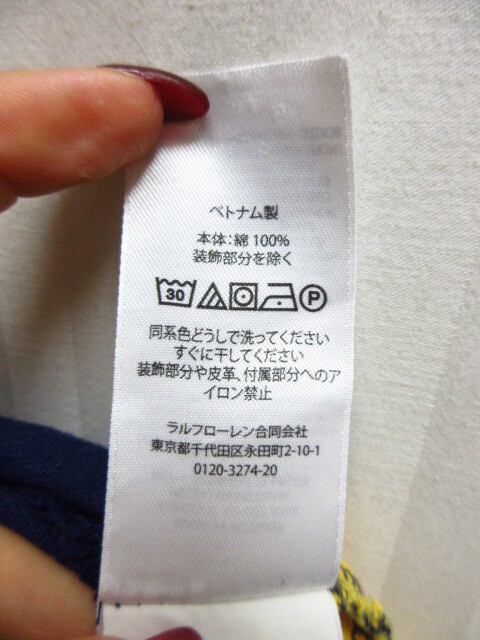 ベトナム製
本体：綿 100%
装飾部分を除く
30
P
同系色どうしで洗ってください
すぐに干してください
装飾部分や皮革、付属部分へのア
イロン禁止
ラルフローレン合同会社
東京都千代田区永田町2-10-1
0120-3274-20